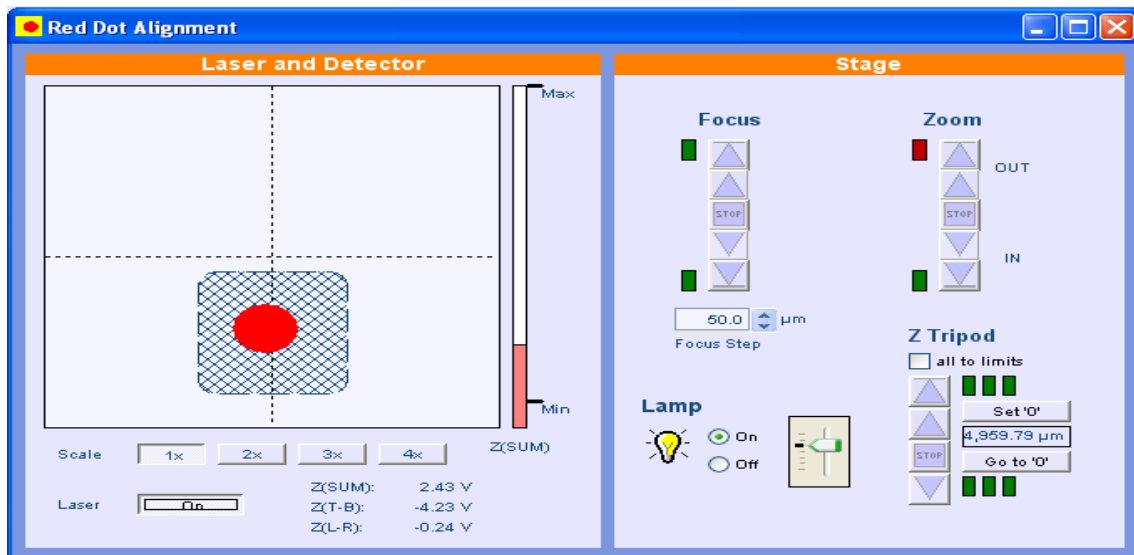 Red Dot Alignment
Laser and Detector
Max
Min
Z(SUM)
Scale 1x 2x 3x 4x
Laser On
Z(SUM): 2.43 V
Z(T-B): -4.23 V
Z(L-R): -0.24 V
Stage
Focus
STOP
50.0 µm
Focus Step
Zoom
OUT
STOP
IN
Lamp
On
Off
Z Tripod
all to limits
Set '0'
4,959.79 µm
STOP
Go to '0'